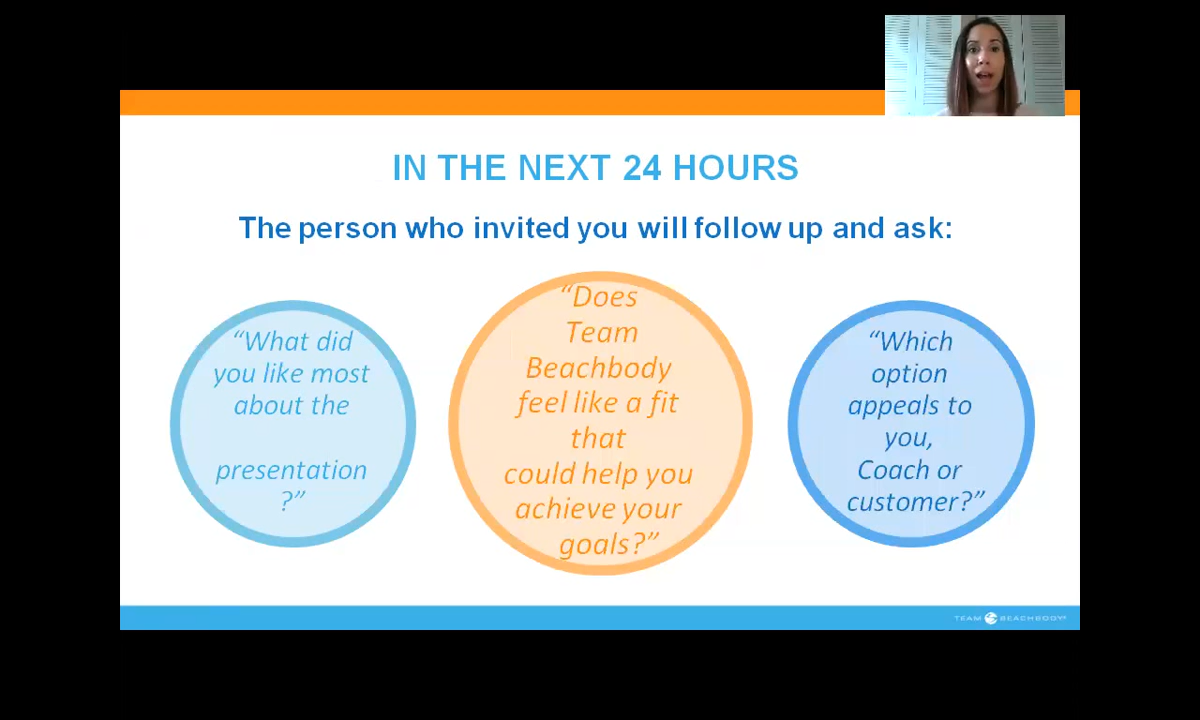 IN THE NEXT 24 HOURS
The person who invited you will follow up and ask:
“What did
you like most
about the
presentation
?”
“Does
Team
Beachbody
feel like a fit
that
could help you
achieve your
goals?”
“Which
option
appeals to
you,
Coach or
customer?”
TEAM BEACHBODY